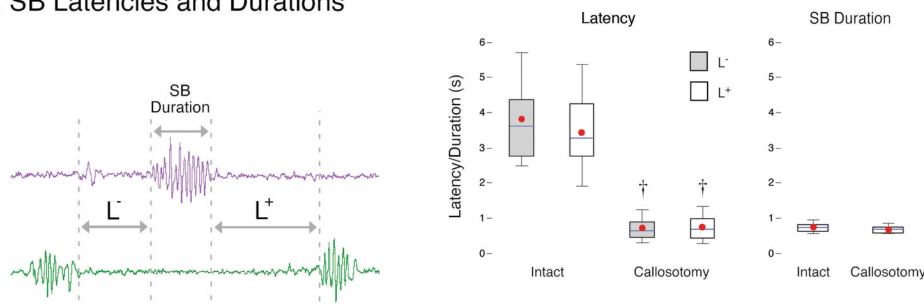 SB Latencies and Durations
SB
Duration
L-
L+
Latency
SB Duration
Latency/Duration (s)
6
5
4
3
2
1
0
L-
L+
†
†
Intact
Callosotomy
6
5
4
3
2
1
0
Intact
Callosotomy